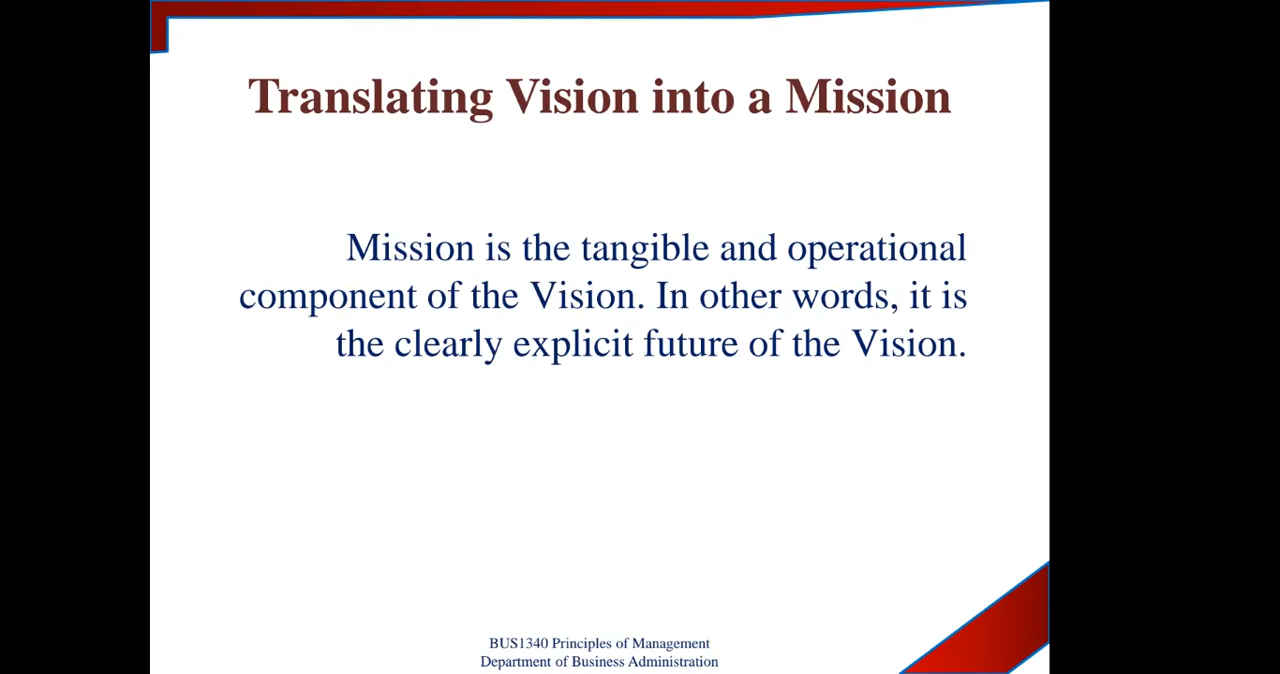 Translating Vision into a Mission
Mission is the tangible and operational
component of the Vision. In other words, it is
the clearly explicit future of the Vision.
BUS1340 Principles of Management
Department of Business Administration